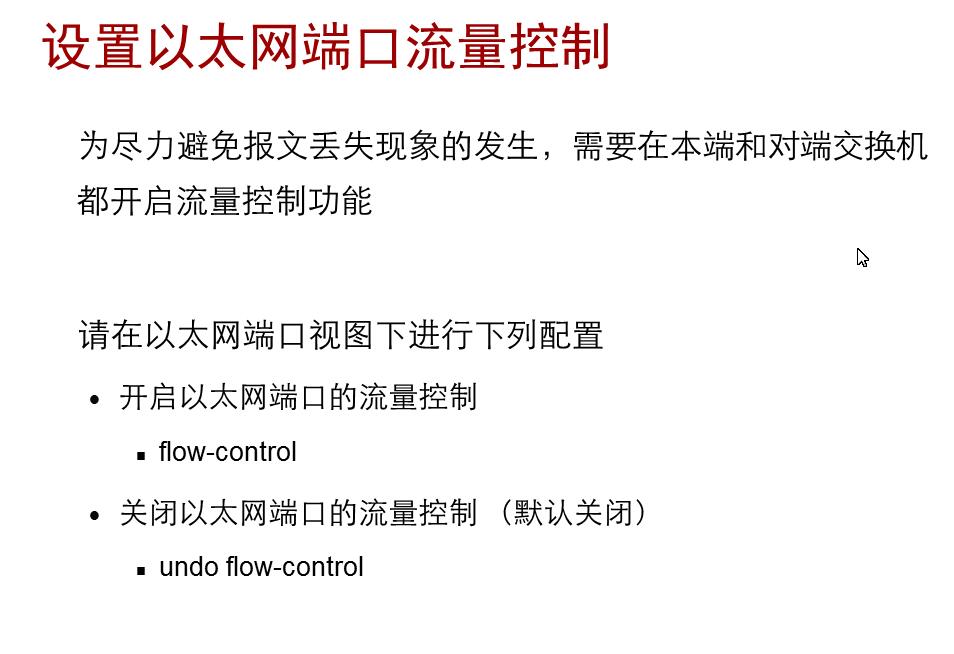 设置以太网端口流量控制
为尽力避免报文丢失现象的发生，需要在本端和对端交换机
都开启流量控制功能
请在以太网端口视图下进行下列配置
• 开启以太网端口的流量控制
▪ flow-control
• 关闭以太网端口的流量控制（默认关闭）
▪ undo flow-control